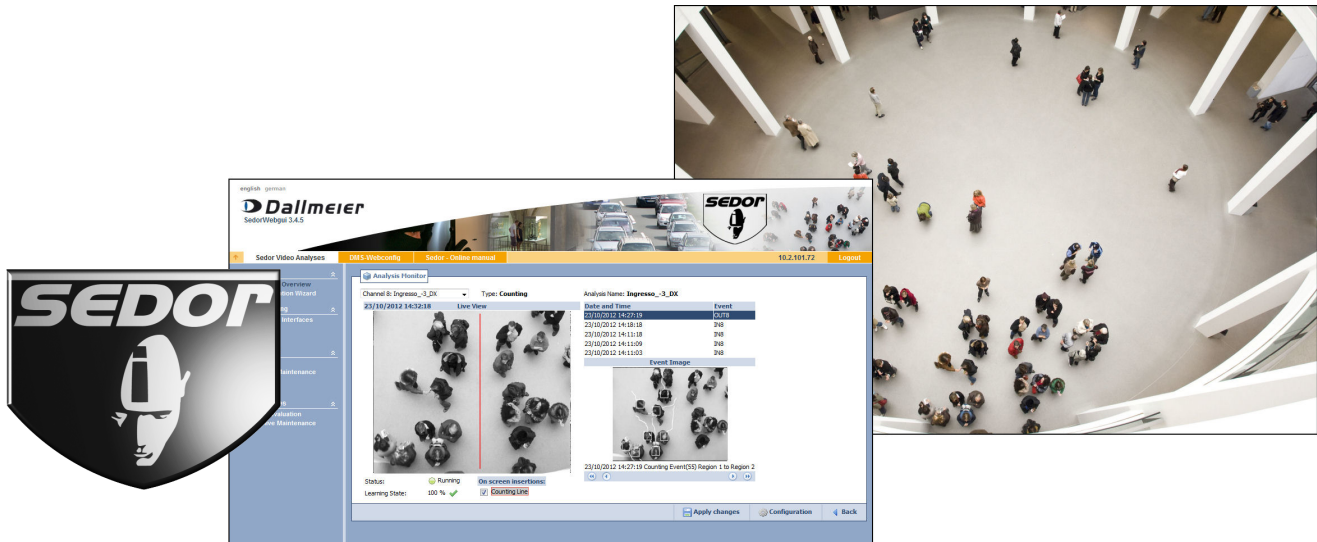 SEDOR
english german
Dallmeier
SedorWebgui 3.4.5
SEDOR
Sedor Video Analyses DMS-Webconfig Sedor - Online manual 10.2.101.72 Logout
Analysis Monitor
Overview
Wizard
Interfaces
Maintenance
Maintenance
Channel 8: Ingresso_-3_DX Type: Counting Analysis Name: Ingresso_-3_DX
23/10/2012 14:32:18 Live View
Date and Time Event
23/10/2012 14:27:19 OUT8
23/10/2012 14:18:18 IN8
23/10/2012 14:11:18 IN8
23/10/2012 14:11:09 IN8
23/10/2012 14:11:03 IN8
Event Image
23/10/2012 14:27:19 Counting Event(55) Region 1 to Region 2
Status: Running On screen insertions:
Learning State: 100 % Counting Line
Apply changes Configuration Back